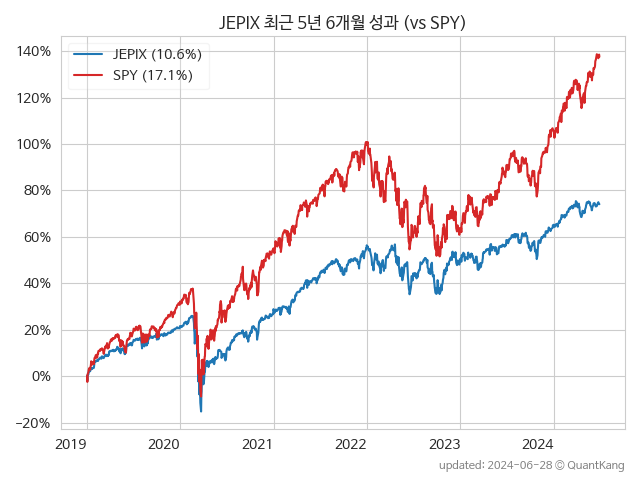 JEPIX 최근 5년 6개월 성과 (vs SPY)
JEPIX (10.6%)
SPY (17.1%)
140%
120%
100%
80%
60%
40%
20%
0%
−20%
2019 2020 2021 2022 2023 2024
updated: 2024-06-28 © QuantKang